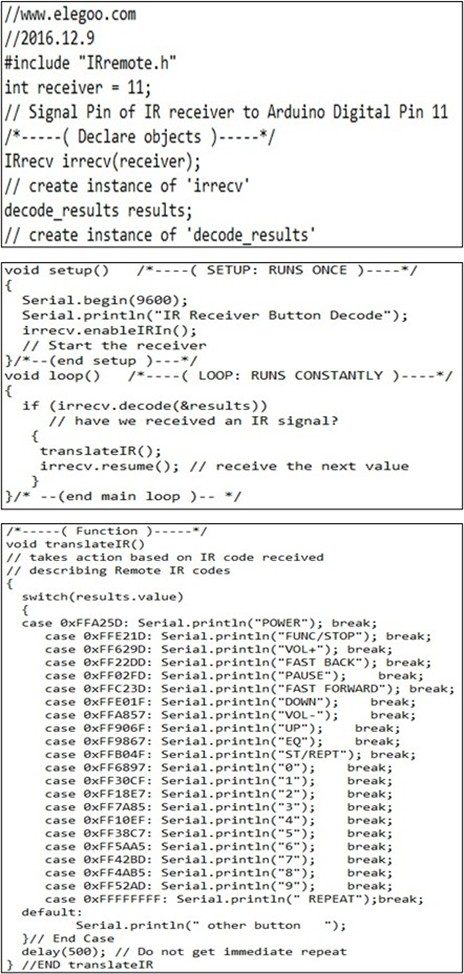 //www.elegoo.com
//2016.12.9
#include "IRremote.h"
int receiver = 11;
// Signal Pin of IR receiver to Arduino Digital Pin 11
/*-----( Declare objects )-----*/
IRrecv irrecv(receiver);
// create instance of 'irrecv'
decode_results results;
// create instance of 'decode_results'
void setup()   /*----( SETUP: RUNS ONCE )----*/
{
  Serial.begin(9600);
  Serial.println("IR Receiver Button Decode");
  irrecv.enableIRIn();
  // Start the receiver
}/*--(end setup )---*/
void loop()   /*----( LOOP: RUNS CONSTANTLY )----*/
{
  if (irrecv.decode(&results))
     // have we received an IR signal?
   {
    translateIR();
    irrecv.resume(); // receive the next value
   }
}/* --(end main loop )-- */
/*-----( Function )-----*/
void translateIR()
// takes action based on IR code received
// describing Remote IR codes
{
  switch(results.value)
  {
  case 0xFFA25D: Serial.println("POWER"); break;
     case 0xFFE21D: Serial.println("FUNC/STOP"); break;
     case 0xFF629D: Serial.println("VOL+"); break;
     case 0xFF22DD: Serial.println("FAST BACK"); break;
     case 0xFF02FD: Serial.println("PAUSE");    break;
     case 0xFFC23D: Serial.println("FAST FORWARD"); break;
     case 0xFFE01F: Serial.println("DOWN");    break;
     case 0xFFA857: Serial.println("VOL-");    break;
     case 0xFF906F: Serial.println("UP");    break;
     case 0xFF9867: Serial.println("EQ");    break;
     case 0xFFB04F: Serial.println("ST/REPT"); break;
     case 0xFF6897: Serial.println("0");    break;
     case 0xFF30CF: Serial.println("1");    break;
     case 0xFF18E7: Serial.println("2");    break;
     case 0xFF7A85: Serial.println("3");    break;
     case 0xFF10EF: Serial.println("4");    break;
     case 0xFF38C7: Serial.println("5");    break;
     case 0xFF5AA5: Serial.println("6");    break;
     case 0xFF42BD: Serial.println("7");    break;
     case 0xFF4AB5: Serial.println("8");    break;
     case 0xFF52AD: Serial.println("9");    break;
     case 0xFFFFFFFF: Serial.println(" REPEAT");break;
  default:
        Serial.println(" other button   ");
  }// End Case
  delay(500); // Do not get immediate repeat
} //END translateIR